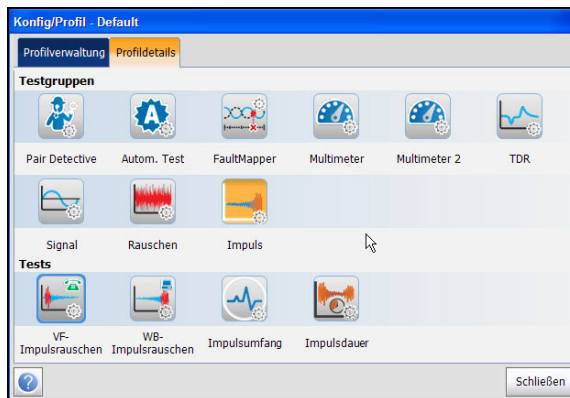 Konfig/Profil - Default
Profilverwaltung Profildetails
Testgruppen
Pair Detective Autom. Test FaultMapper Multimeter Multimeter 2 TDR
Signal Rauschen Impuls
Tests
VF-Impulsrauschen WB-Impulsrauschen Impulsumfang Impulsdauer
? Schließen